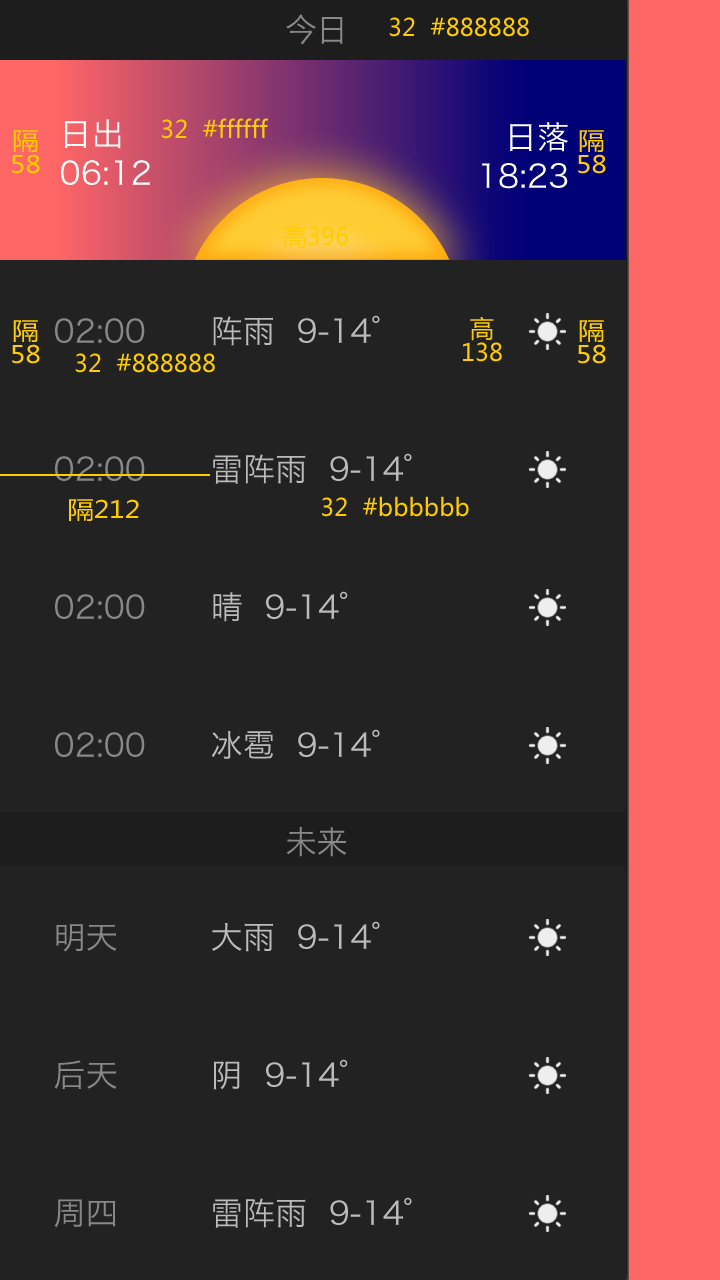 今日 32 #888888
日出 32 #ffffff 日落
隔 隔
58 06:12 18:23 58
高396
隔 02:00 阵雨 9-14° 高 隔
58 32 #888888 138 58
02:00 雷阵雨 9-14°
隔212 32 #bbbbbb
02:00 晴 9-14°
02:00 冰雹 9-14°
未来
明天 大雨 9-14°
后天 阴 9-14°
周四 雷阵雨 9-14°